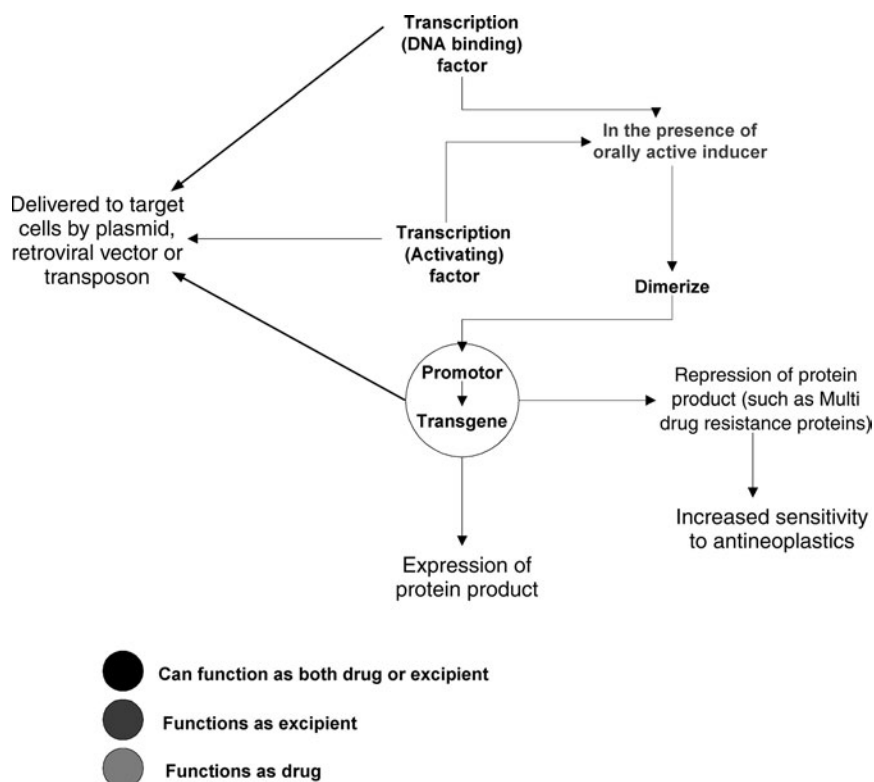 Transcription
(DNA binding)
factor
In the presence of
orally active inducer
Delivered to target
cells by plasmid,
retroviral vector or
transposon
Transcription
(Activating)
factor
Dimerize
Promotor
Transgene
Repression of protein
product (such as Multi
drug resistance proteins)
Increased sensitivity
to antineoplastics
Expression of
protein product
Can function as both drug or excipient
Functions as excipient
Functions as drug